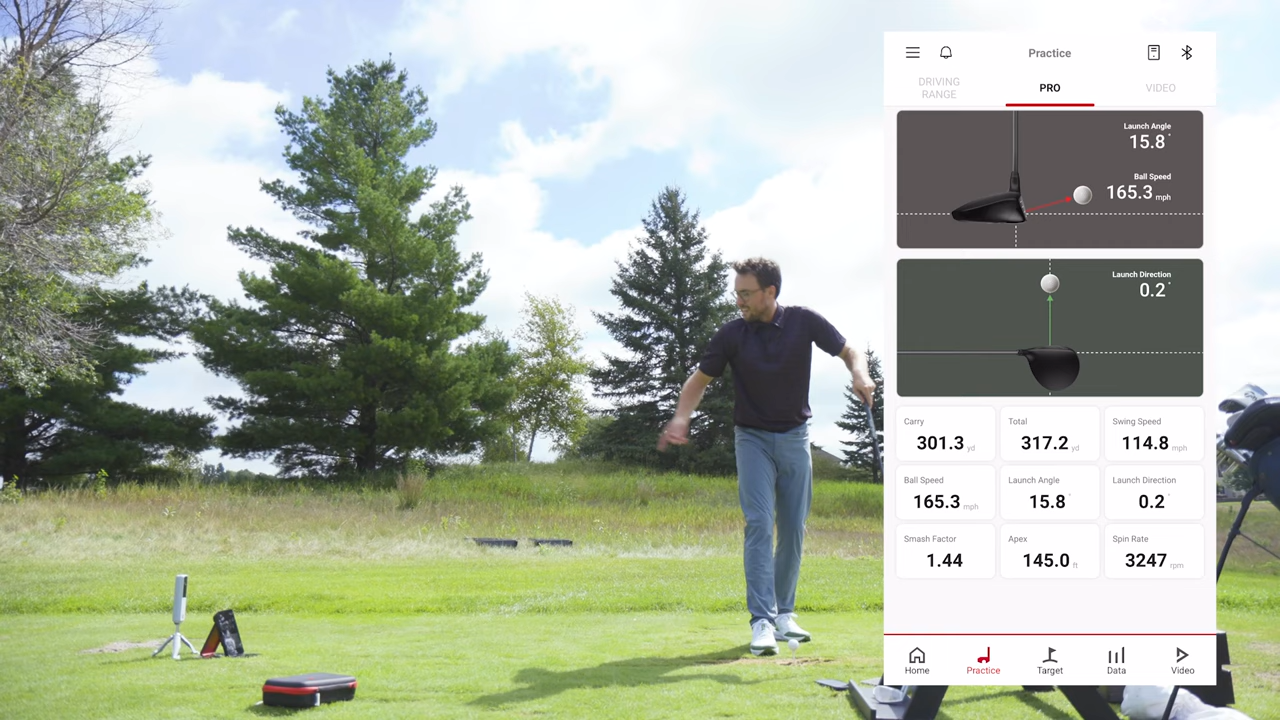 Practice
DRIVING
RANGE
PRO
VIDEO
Launch Angle
15.8°
Ball Speed
165.3 mph
Launch Direction
0.2°
Carry
301.3 yd
Total
317.2 yd
Swing Speed
114.8 mph
Ball Speed
165.3 mph
Launch Angle
15.8°
Launch Direction
0.2°
Smash Factor
1.44
Apex
145.0 ft
Spin Rate
3247 rpm
Home
Practice
Target
Data
Video